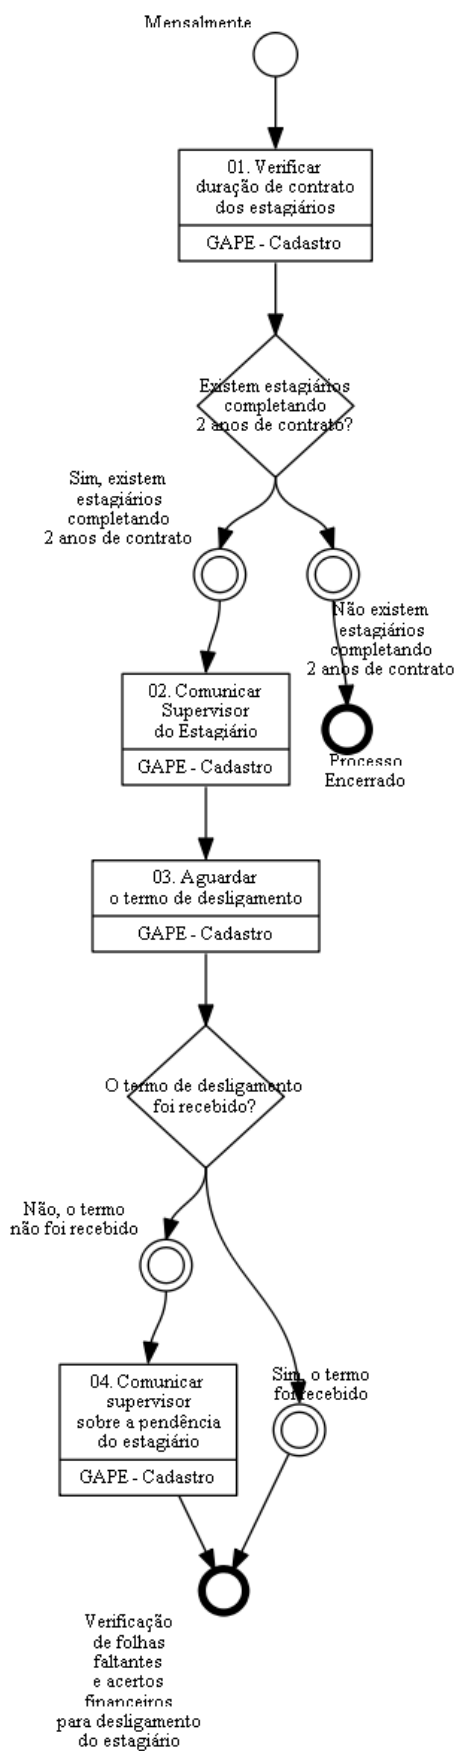 Mensalmente
01. Verificar
duração de contrato
dos estagiários
GAPE - Cadastro
Existem estagiários
completando
2 anos de contrato?
Sim, existem
estagiários
completando
2 anos de contrato
Não existem
estagiários
completando
2 anos de contrato
02. Comunicar
Supervisor
do Estagiário
GAPE - Cadastro
Processo
Encerrado
03. Aguardar
o termo de desligamento
GAPE - Cadastro
O termo de desligamento
foi recebido?
Não, o termo
não foi recebido
Sim, o termo
foi recebido
04. Comunicar
supervisor
sobre a pendência
do estagiário
GAPE - Cadastro
Verificação
de folhas
faltantes
e acertos
financeiros
para desligamento
do estagiário